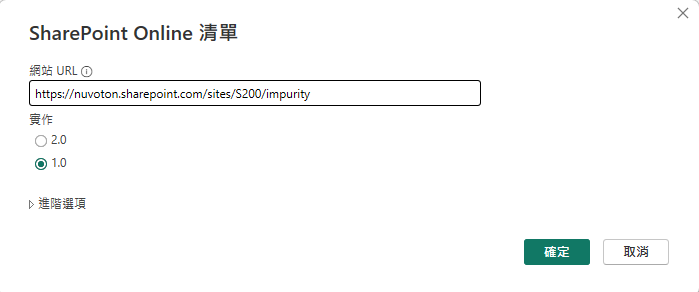 SharePoint Online 清單
網站 URL
https://nuvoton.sharepoint.com/sites/S200/impurity
實作
2.0
1.0
進階選項
確定
取消